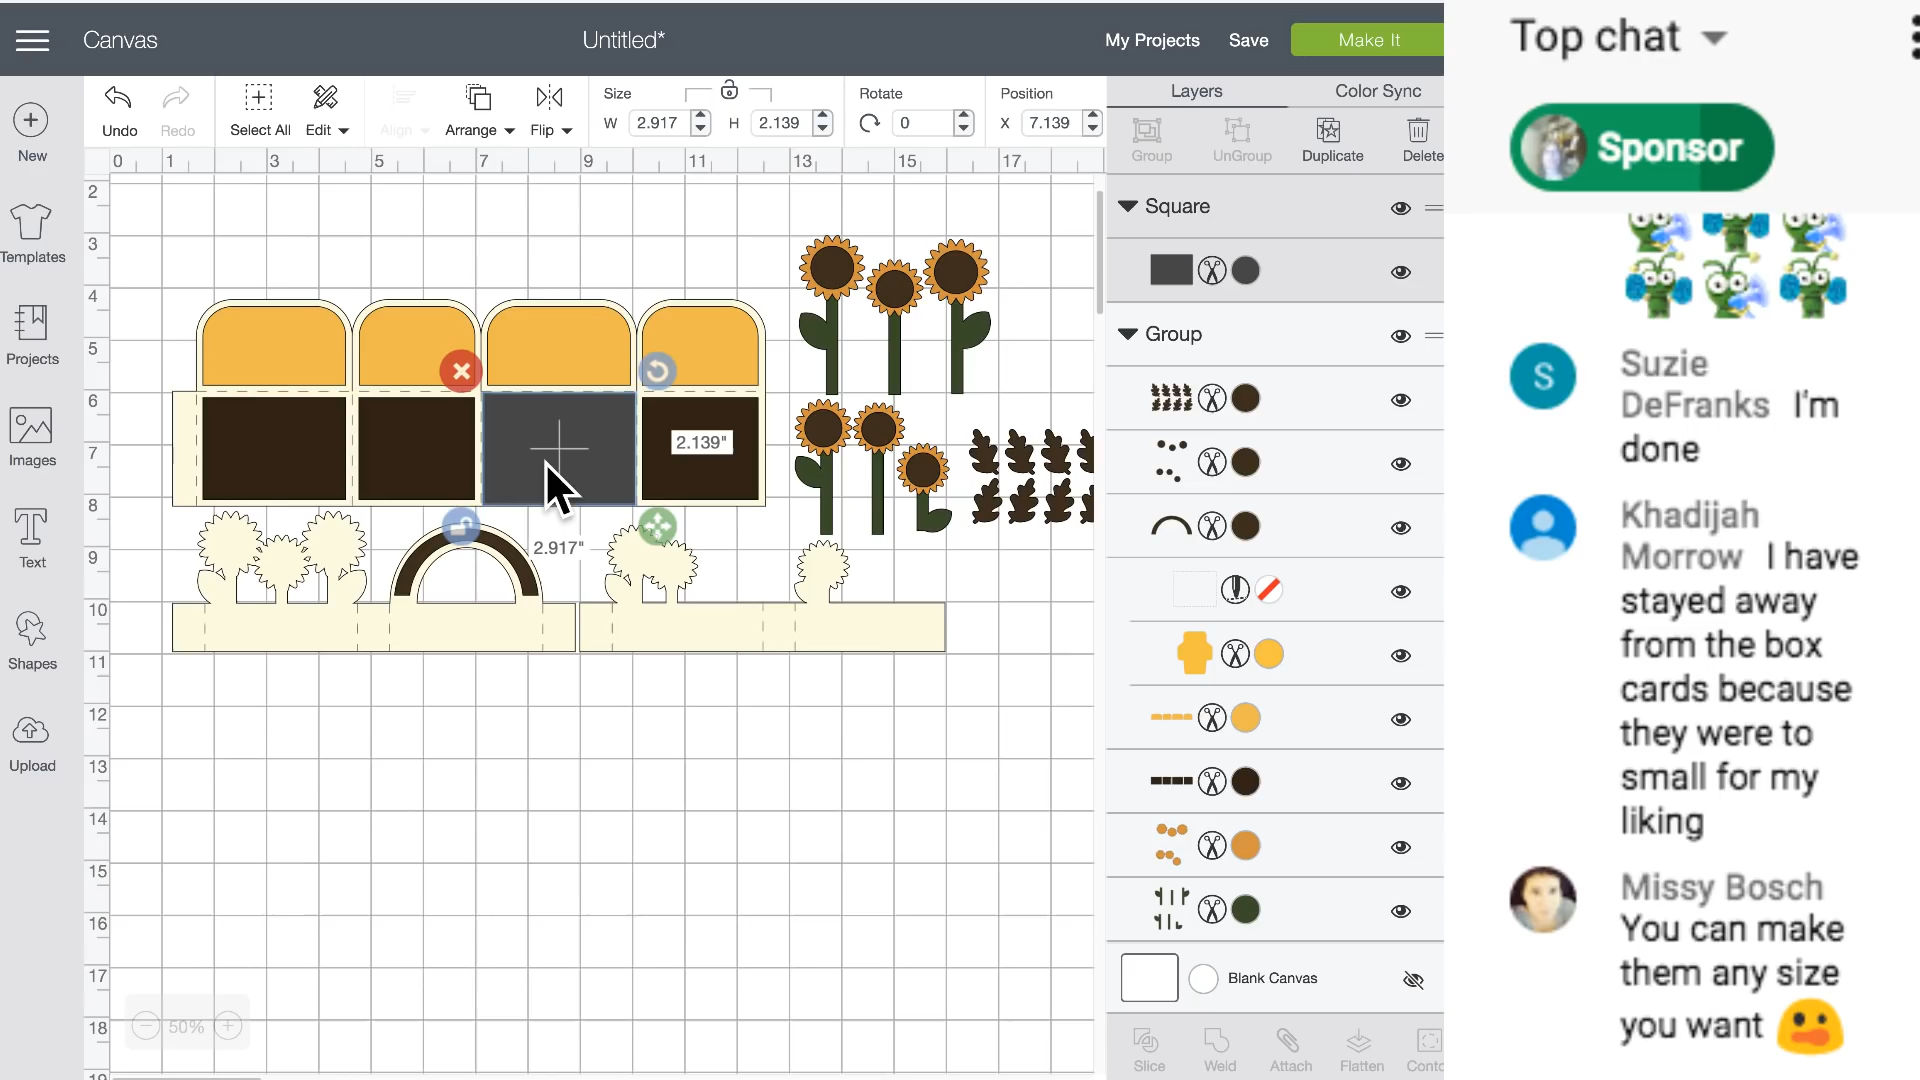 Canvas
Untitled*
My Projects
Save
Make It
Undo
Redo
Select All
Edit
Align
Arrange
Flip
Size
W 2.917
H 2.139
Rotate
0
Position
X 7.139
Layers
Color Sync
Group
UnGroup
Duplicate
Delete
0 1 3 5 7 9 11 13 15 17
New
Templates
Projects
Images
Text
Shapes
Upload
2
3
4
5
6
7
8
9
10
11
12
13
14
15
16
17
18
19
2.139"
2.917"
50%
Square
Group
Blank Canvas
Slice
Weld
Attach
Flatten
Conto
Top chat
Sponsor
S
Suzie
DeFranks I'm
done
Khadijah
Morrow I have
stayed away
from the box
cards because
they were to
small for my
liking
Missy Bosch
You can make
them any size
you want